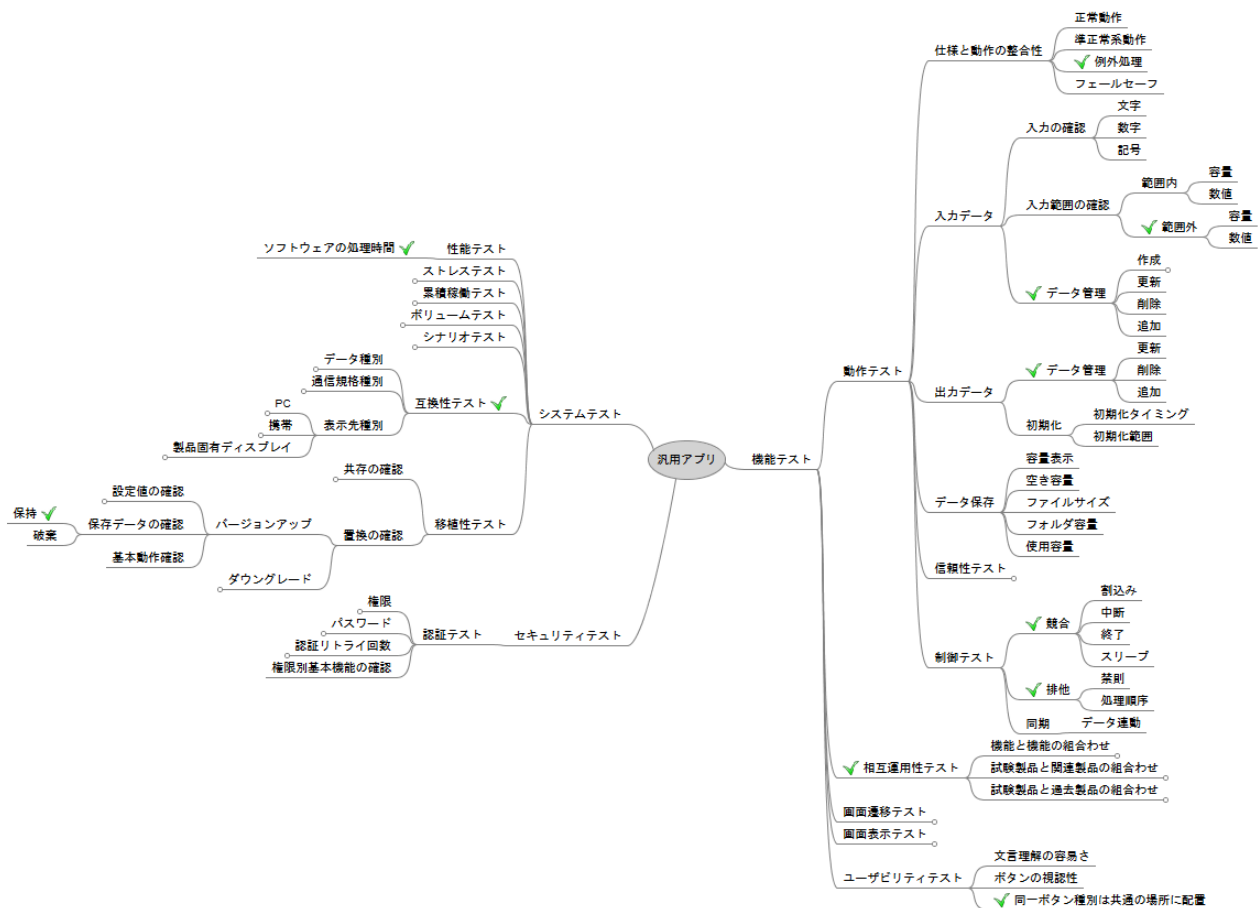 汎用アプリ
機能テスト
動作テスト
仕様と動作の整合性
正常動作
準正常系動作
例外処理
フェールセーフ
入力データ
入力の確認
文字
数字
記号
入力範囲の確認
範囲内
容量
数値
範囲外
容量
数値
データ管理
作成
更新
削除
追加
出力データ
データ管理
更新
削除
追加
初期化
初期化タイミング
初期化範囲
データ保存
容量表示
空き容量
ファイルサイズ
フォルダ容量
使用容量
信頼性テスト
制御テスト
競合
割込み
中断
終了
スリープ
排他
禁則
処理順序
同期
データ連動
相互運用性テスト
機能と機能の組合わせ
試験製品と関連製品の組合わせ
試験製品と過去製品の組合わせ
画面遷移テスト
画面表示テスト
ユーザビリティテスト
文言理解の容易さ
ボタンの視認性
同一ボタン種別は共通の場所に配置
システムテスト
性能テスト
ソフトウェアの処理時間
ストレステスト
累積稼働テスト
ボリュームテスト
シナリオテスト
互換性テスト
データ種別
通信規格種別
表示先種別
PC
携帯
製品固有ディスプレイ
移植性テスト
共存の確認
置換の確認
バージョンアップ
設定値の確認
保存データの確認
保持
破棄
基本動作確認
ダウングレード
セキュリティテスト
認証テスト
権限
パスワード
認証リトライ回数
権限別基本機能の確認